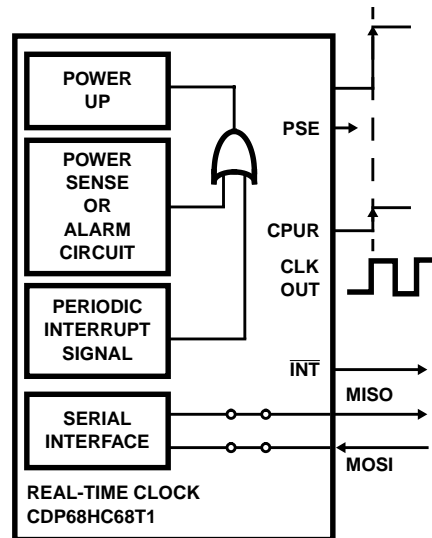 POWER
UP
POWER
SENSE
OR
ALARM
CIRCUIT
PERIODIC
INTERRUPT
SIGNAL
SERIAL
INTERFACE
REAL-TIME CLOCK
CDP68HC68T1
PSE
CPUR
CLK
OUT
INT
MISO
MOSI